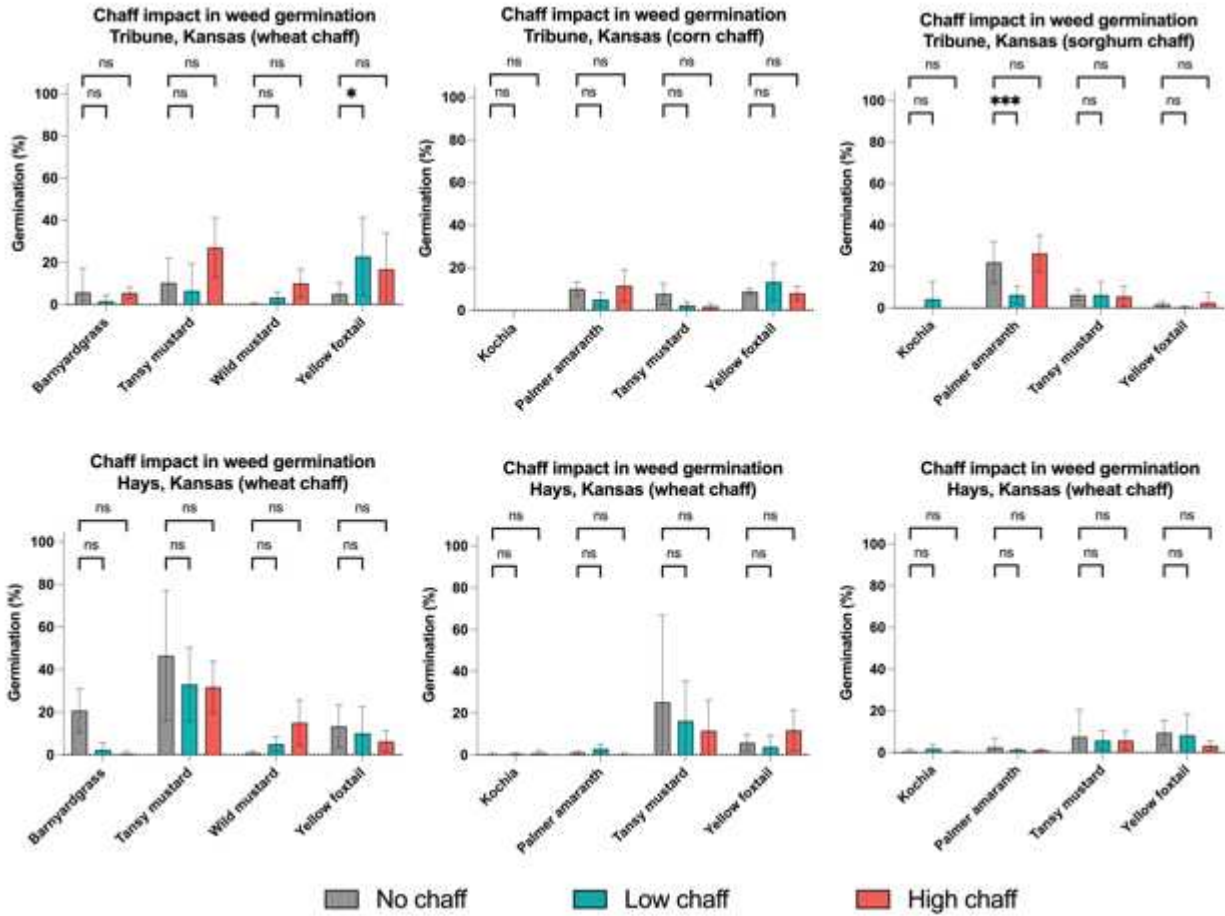 Chaff impact in weed germination
Tribune, Kansas (wheat chaff)
ns ns ns ns
ns ns ns *
Germination (%)
100
80
60
40
20
0
Barnyardgrass
Tansy mustard
Wild mustard
Yellow foxtail
Chaff impact in weed germination
Tribune, Kansas (corn chaff)
ns ns ns ns
ns ns ns ns
Germination (%)
100
80
60
40
20
0
Kochia
Palmer amaranth
Tansy mustard
Yellow foxtail
Chaff impact in weed germination
Tribune, Kansas (sorghum chaff)
ns ns ns ns
ns *** ns ns
Germination (%)
100
80
60
40
20
0
Kochia
Palmer amaranth
Tansy mustard
Yellow foxtail
Chaff impact in weed germination
Hays, Kansas (wheat chaff)
ns ns ns ns
ns ns ns ns
Germination (%)
100
80
60
40
20
0
Barnyardgrass
Tansy mustard
Wild mustard
Yellow foxtail
Chaff impact in weed germination
Hays, Kansas (wheat chaff)
ns ns ns ns
ns ns ns ns
Germination (%)
100
80
60
40
20
0
Kochia
Palmer amaranth
Tansy mustard
Yellow foxtail
Chaff impact in weed germination
Hays, Kansas (wheat chaff)
ns ns ns ns
ns ns ns ns
Germination (%)
100
80
60
40
20
0
Kochia
Palmer amaranth
Tansy mustard
Yellow foxtail
No chaff Low chaff High chaff